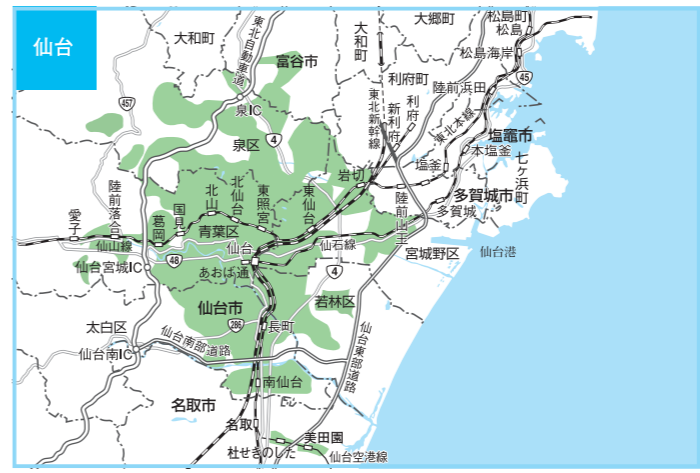 仙台
大和町
東北自動車道
富谷市
大和町
大郷町
松島町
松島
松島海岸
利府町
陸前浜田
45
457
泉IC
4
泉区
東北新幹線
新利府
利府
東北本線
塩竈市
本塩釜
塩釜
七ヶ浜町
岩切
陸前山王
多賀城市
多賀城
愛子
陸前落合
葛岡
国見
北山
北仙台
東照宮
東仙台
青葉区
仙山線
48
仙台
仙石線
宮城野区
仙台港
仙台宮城IC
あおば通
4
仙台市
若林区
286
長町
太白区
仙台南部道路
仙台南IC
仙台東部道路
南仙台
名取市
名取
杜せきのした
美田園
仙台空港線